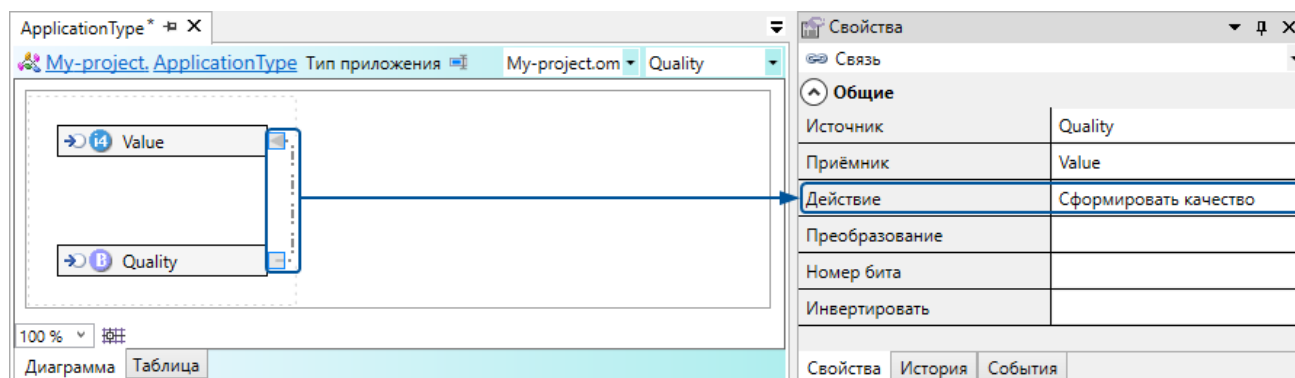 ApplicationType*
My-project. ApplicationType Тип приложения My-project.om Quality
i4 Value
B Quality
100 %
Диаграмма Таблица
Свойства
Связь
Общие
Источник Quality
Приёмник Value
Действие Сформировать качество
Преобразование
Номер бита
Инвертировать
Свойства История События